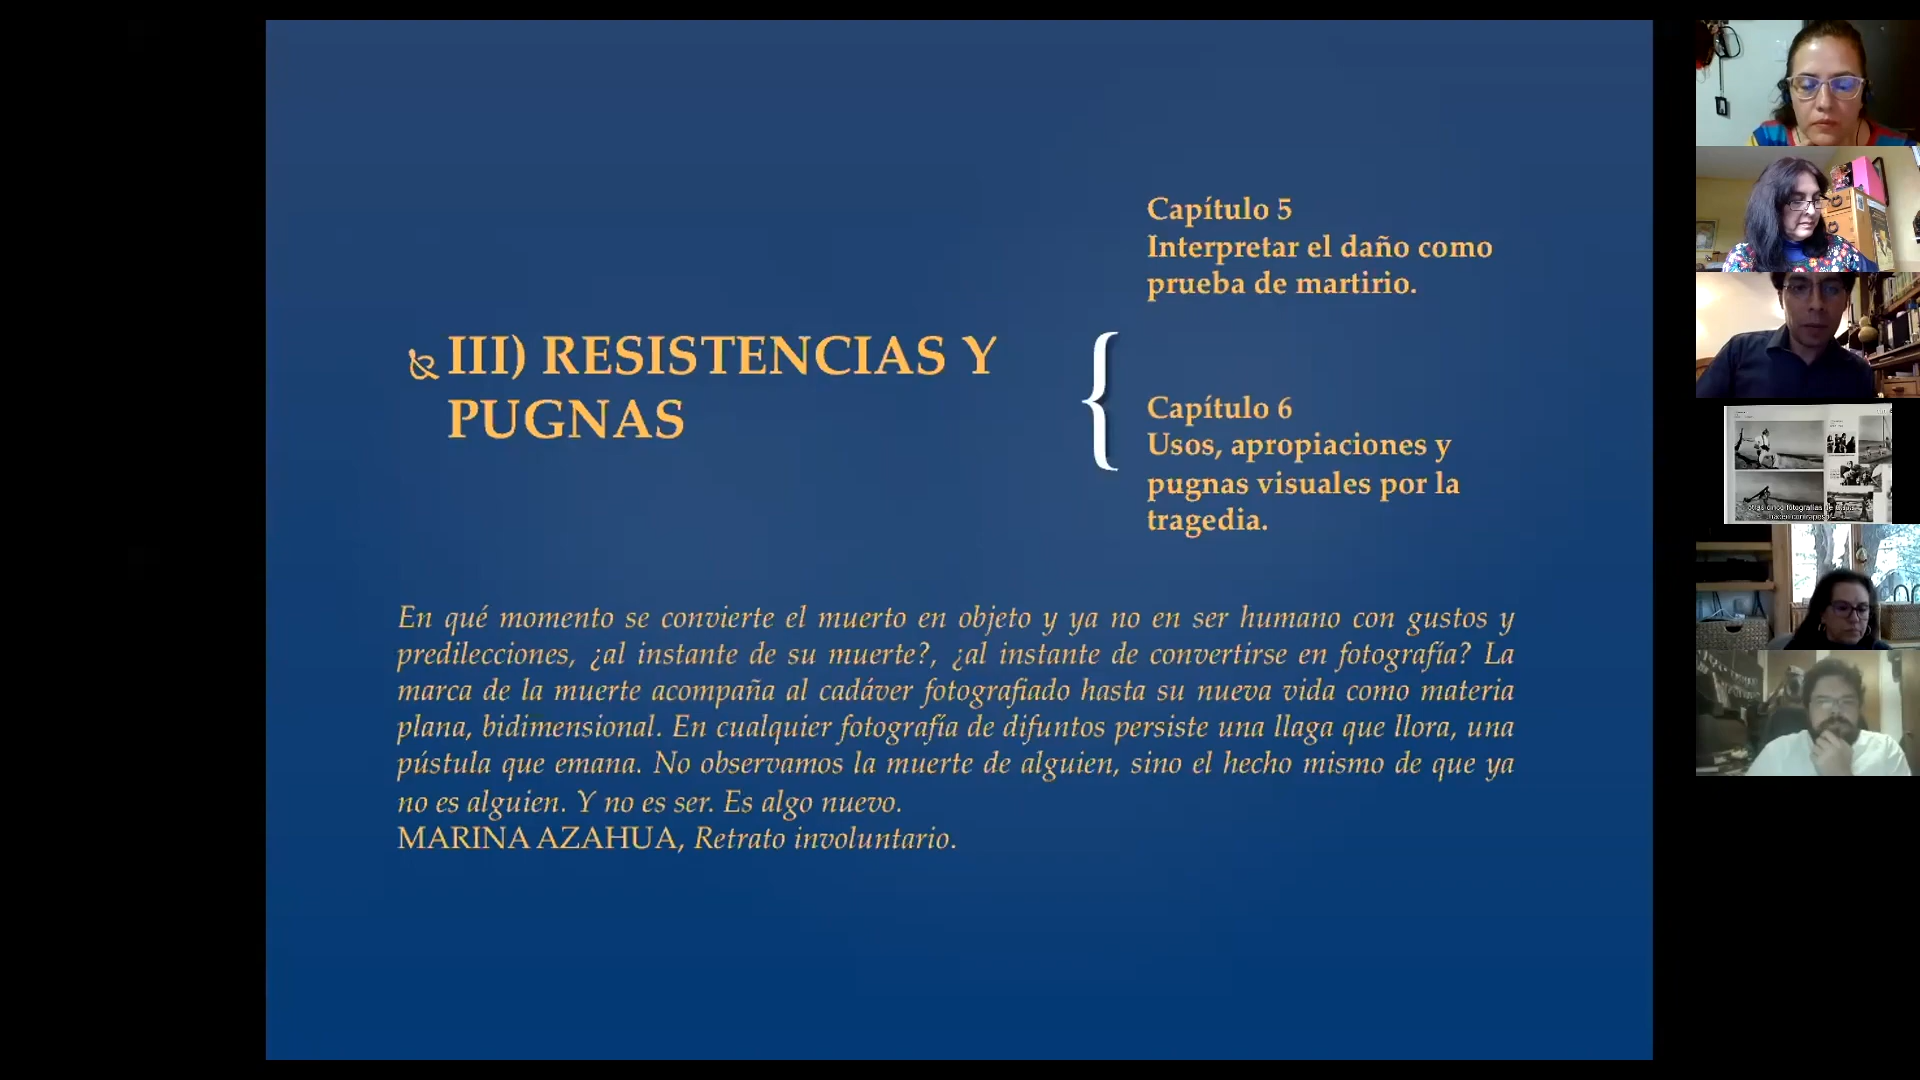 III) RESISTENCIAS Y
PUGNAS
Capítulo 5
Interpretar el daño como
prueba de martirio.
Capítulo 6
Usos, apropiaciones y
pugnas visuales por la
tragedia.
En qué momento se convierte el muerto en objeto y ya no en ser humano con gustos y
predilecciones, ¿al instante de su muerte?, ¿al instante de convertirse en fotografía? La
marca de la muerte acompaña al cadáver fotografiado hasta su nueva vida como materia
plana, bidimensional. En cualquier fotografía de difuntos persiste una llaga que llora, una
pústula que emana. No observamos la muerte de alguien, sino el hecho mismo de que ya
no es alguien. Y no es ser. Es algo nuevo.
MARINA AZAHUA, Retrato involuntario.